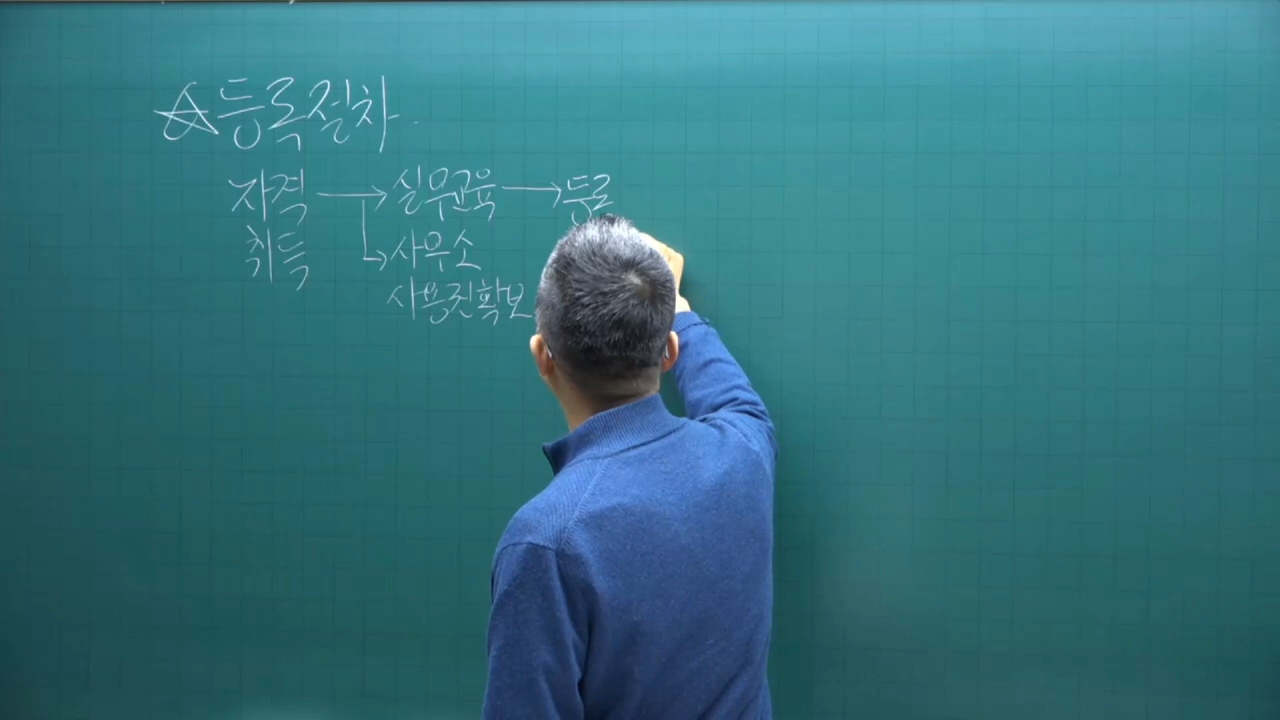 ☆등록절차
자격 → 실무교육 → 등로
취득 → 사무소
사용권확보